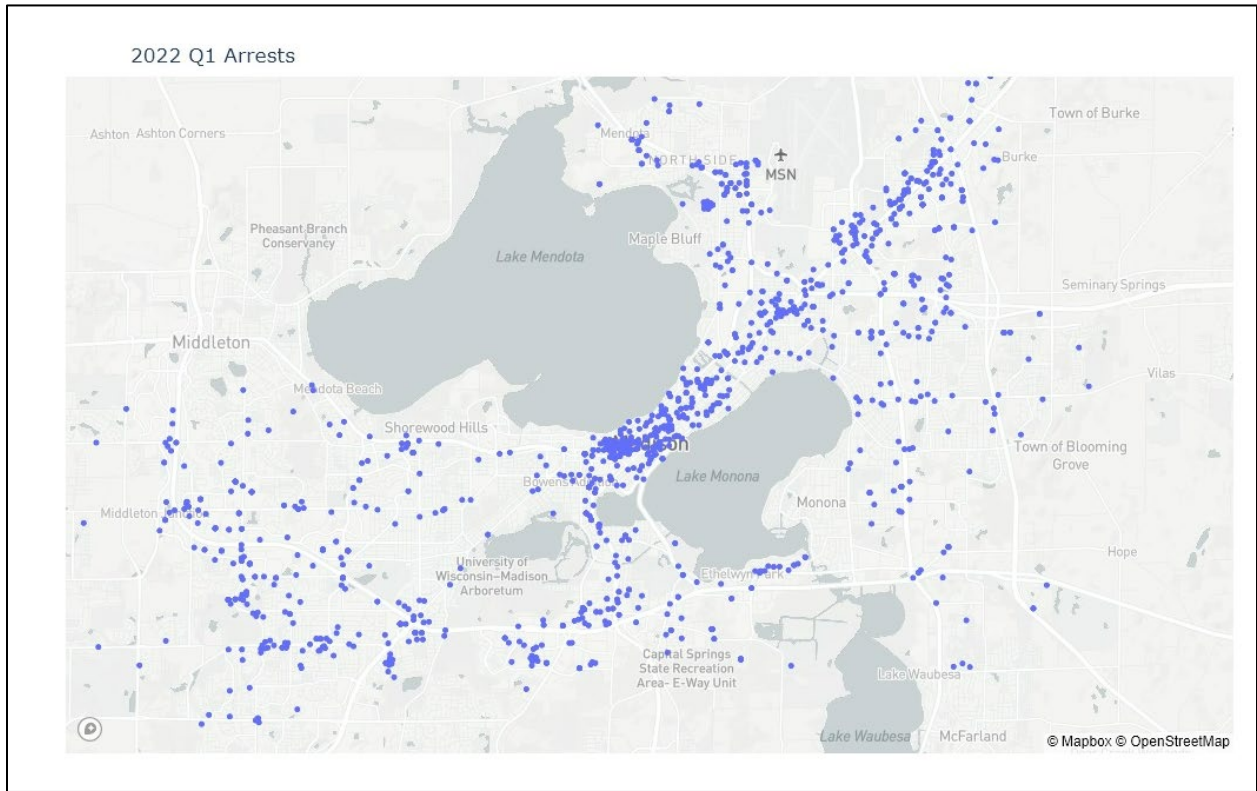 2022 Q1 Arrests
Ashton
Ashton Corners
Mendota
Town of Burke
NORTH SIDE
MSN
Burke
Pheasant Branch
Conservancy
Maple Bluff
Lake Mendota
Seminary Springs
Middleton
Vilas
Mendota Beach
Shorewood Hills
Madison
Town of Blooming
Grove
Lake Monona
Bowens
Monona
Middleton
Hope
University of
Wisconsin–Madison
Arboretum
Ethelwyn Park
Capital Springs
State Recreation
Area- E-Way Unit
Lake Waubesa
Lake Waubesa
McFarland
© Mapbox © OpenStreetMap